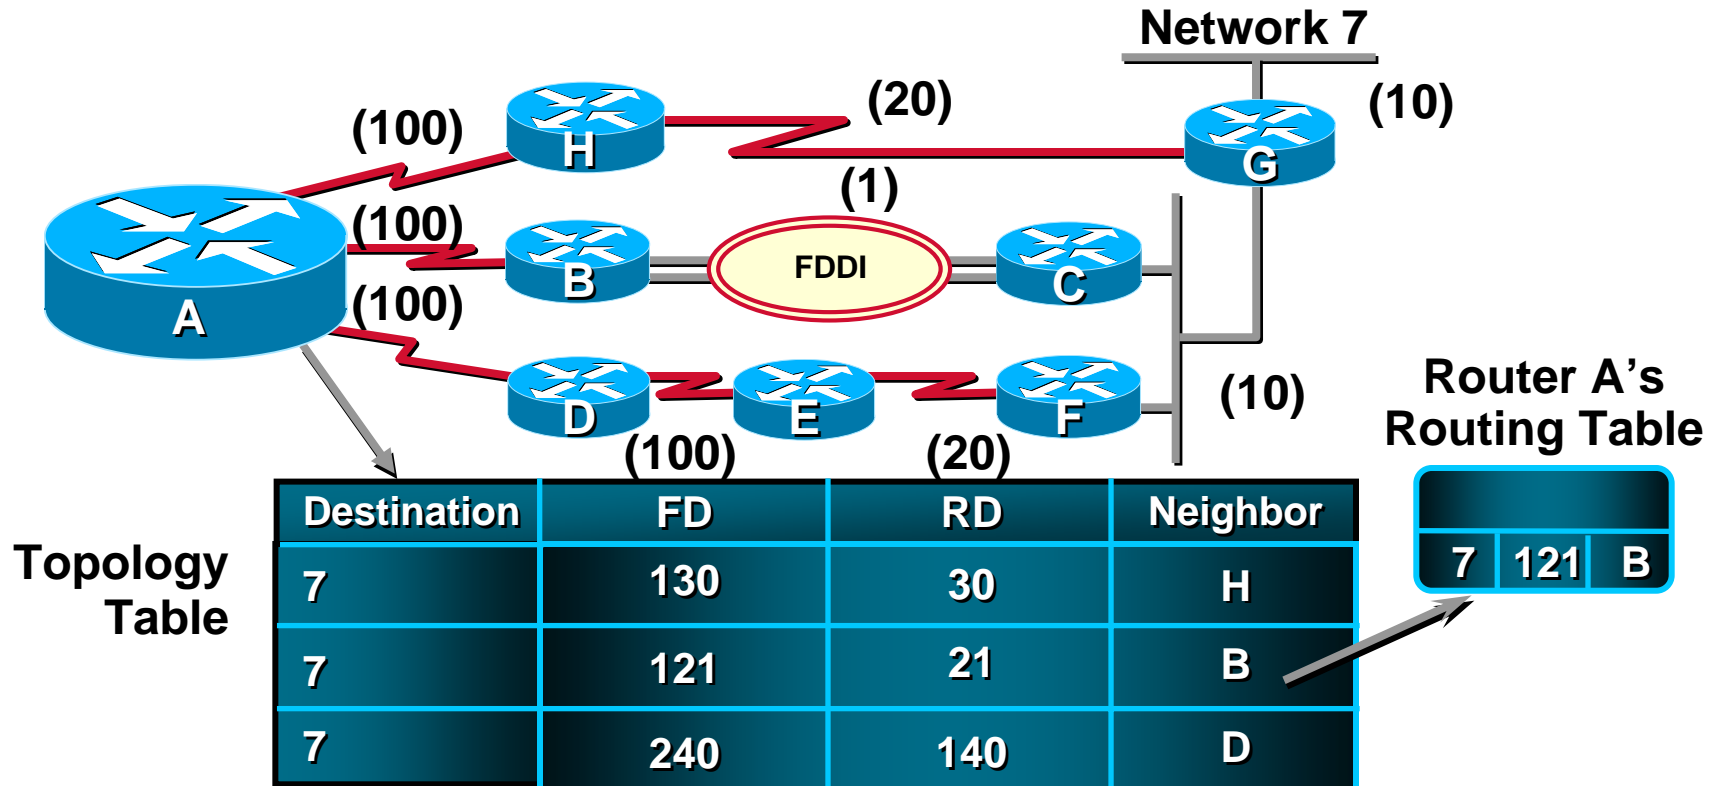 Network 7
(100)
(20)
(10)
H
G
(1)
(100)
B
FDDI
C
A
(100)
D
E
F
(10)
(100)
(20)
Router A's
Routing Table
7 121 B
Topology
Table
Destination FD RD Neighbor
7 130 30 H
7 121 21 B
7 240 140 D